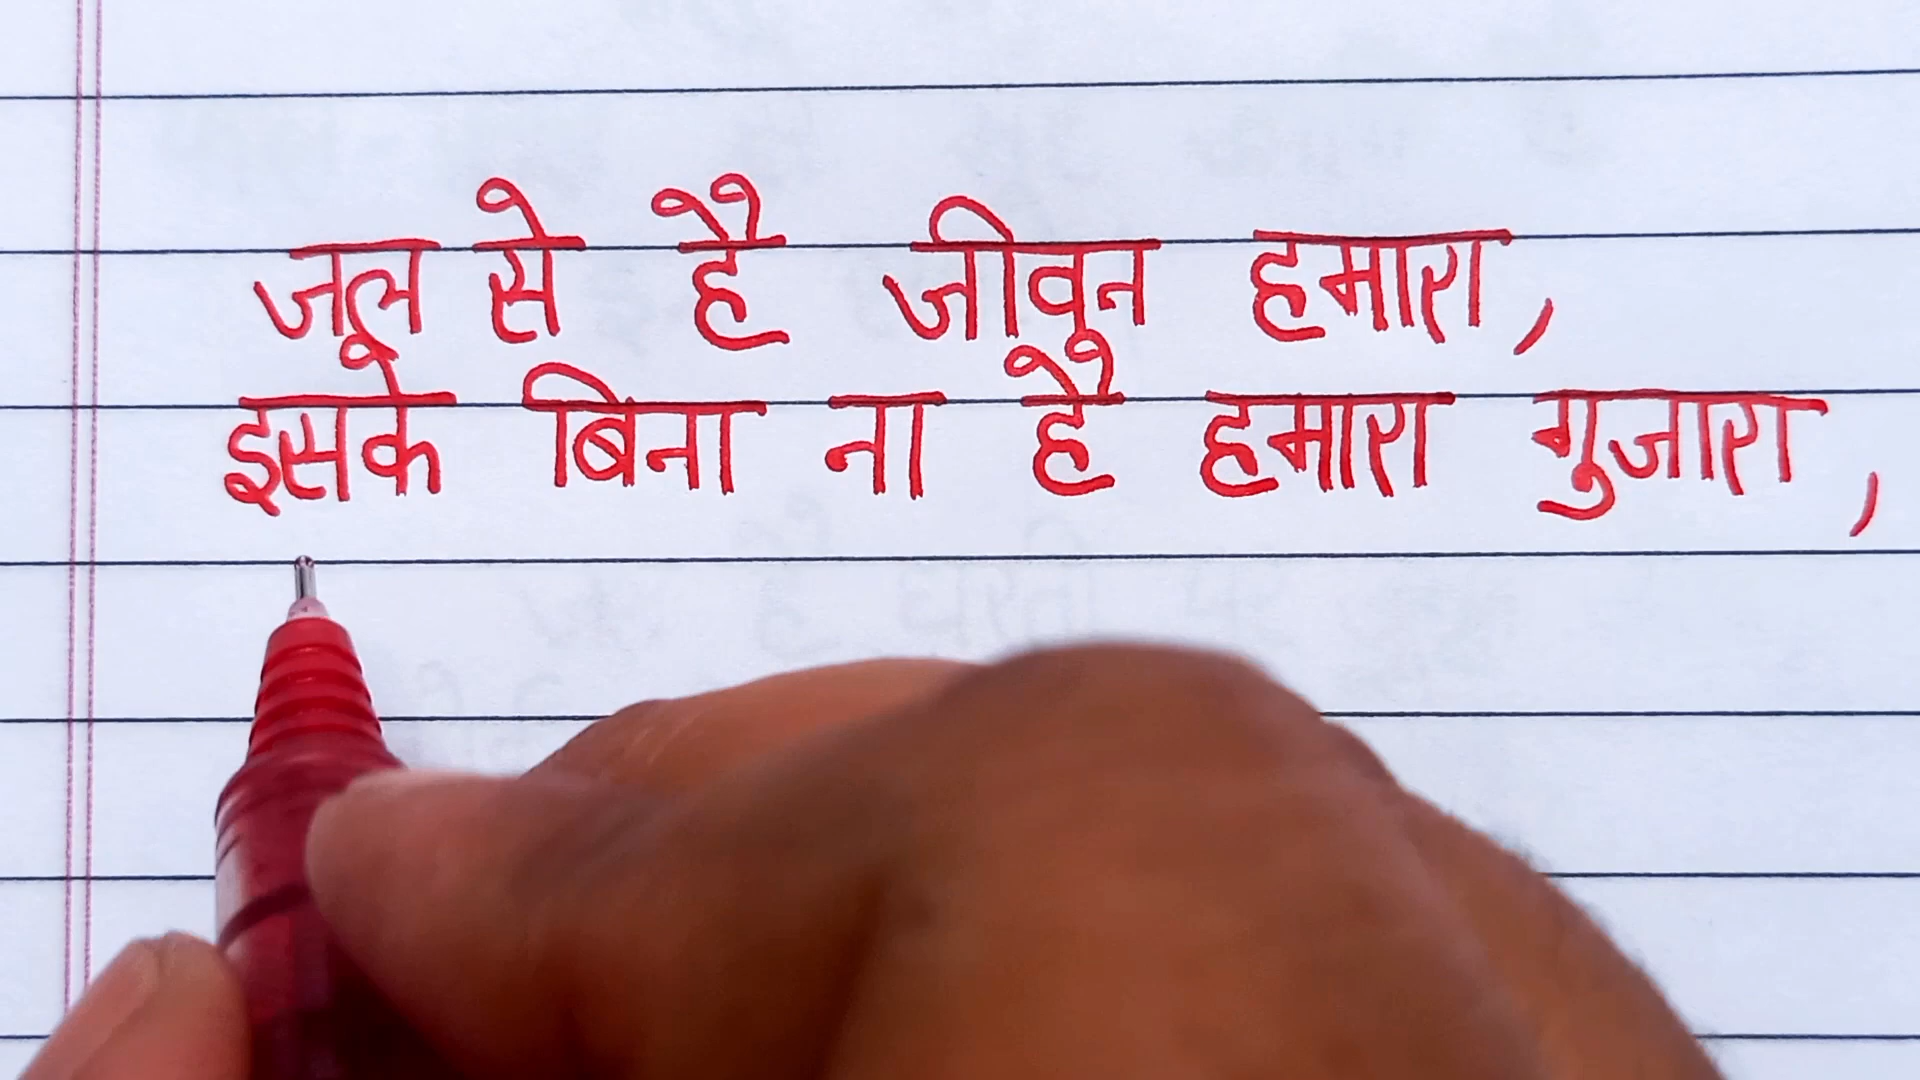 जल से है जीवन हमारा,
इसके बिना ना है हमारा गुजारा,